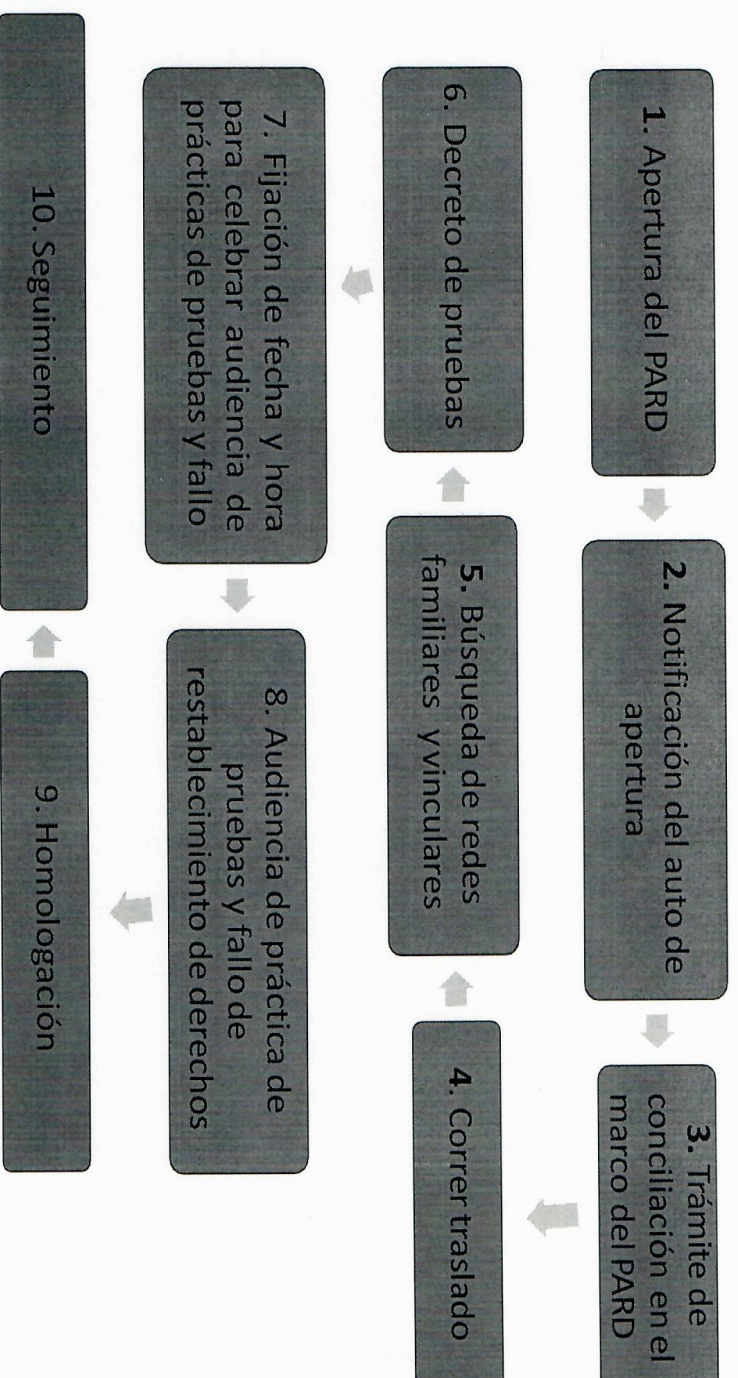 1. Apertura del PARD
2. Notificación del auto de
apertura
3. Trámite de
conciliación en el
marco del PARD
4. Correr traslado
5. Búsqueda de redes
familiares y vinculares
6. Decreto de pruebas
7. Fijación de fecha y hora
para celebrar audiencia de
prácticas de pruebas y fallo
8. Audiencia de práctica de
pruebas y fallo de
restablecimiento de derechos
9. Homologación
10. Seguimiento